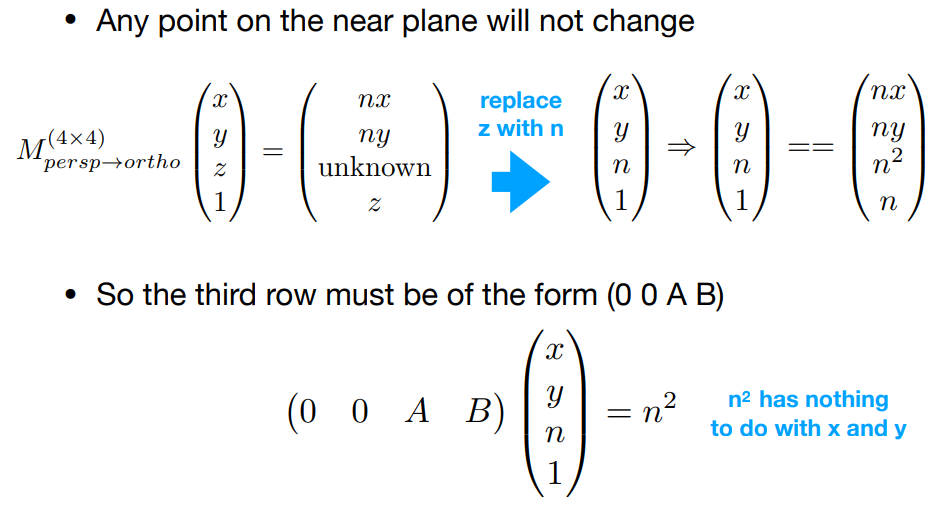 • Any point on the near plane will not change
$M_{persp \to ortho}^{(4 \times 4)} \begin{pmatrix} x \\ y \\ z \\ 1 \end{pmatrix} = \begin{pmatrix} nx \\ ny \\ \text{unknown} \\ z \end{pmatrix}$ replace z with n $\begin{pmatrix} x \\ y \\ n \\ 1 \end{pmatrix} \Rightarrow \begin{pmatrix} x \\ y \\ n \\ 1 \end{pmatrix} == \begin{pmatrix} nx \\ ny \\ n^2 \\ n \end{pmatrix}$
• So the third row must be of the form (0 0 A B)
$\begin{pmatrix} 0 & 0 & A & B \end{pmatrix} \begin{pmatrix} x \\ y \\ n \\ 1 \end{pmatrix} = n^2$
n² has nothing
to do with x and y